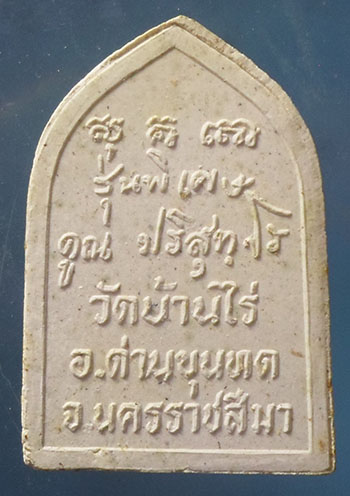 รุ่นพิเศษ
คูณ ปริสุทฺโธ
วัดบ้านไร่
อ.ด่านขุนทด
จ.นครราชสีมา